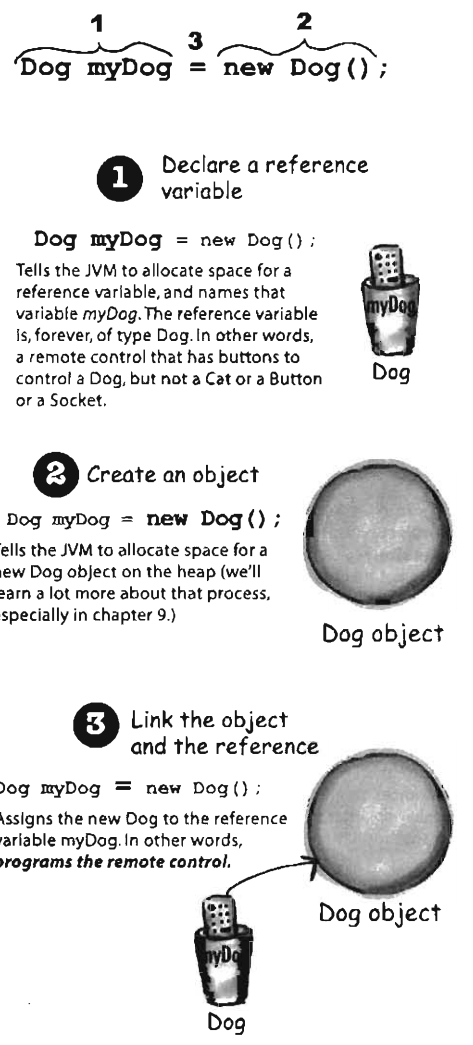 1 3 2
Dog myDog = new Dog();
1 Declare a reference
variable
Dog myDog = new Dog();
Tells the JVM to allocate space for a
reference variable, and names that
variable myDog. The reference variable
is, forever, of type Dog. In other words,
a remote control that has buttons to
control a Dog, but not a Cat or a Button
or a Socket.
myDog
Dog
2 Create an object
Dog myDog = new Dog();
Tells the JVM to allocate space for a
new Dog object on the heap (we'll
learn a lot more about that process,
especially in chapter 9.)
Dog object
3 Link the object
and the reference
Dog myDog = new Dog();
Assigns the new Dog to the reference
variable myDog. In other words,
programs the remote control.
Dog object
myDog
Dog